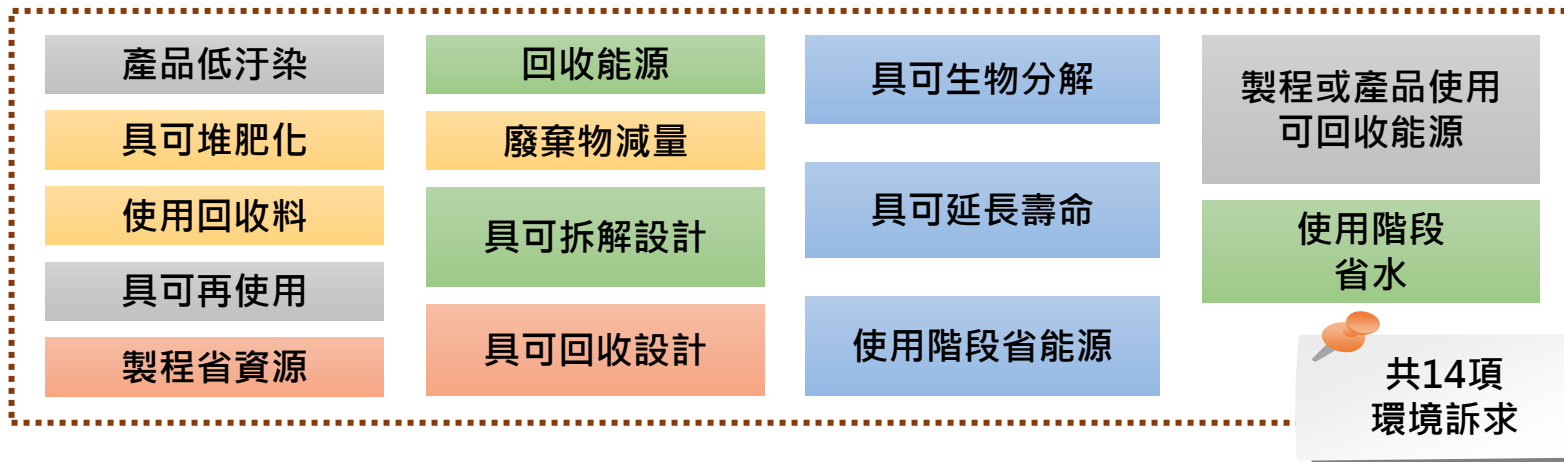 產品低汙染
具可堆肥化
使用回收料
具可再使用
製程省資源
回收能源
廢棄物減量
具可拆解設計
具可回收設計
具可生物分解
具可延長壽命
使用階段省能源
製程或產品使用
可回收能源
使用階段
省水
共14項
環境訴求